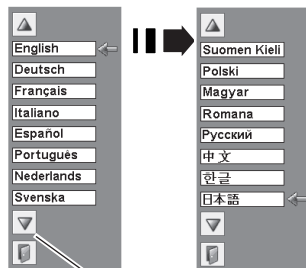 English
Deutsch
Français
Italiano
Español
Português
Nederlands
Svenska
Suomen Kieli
Polski
Magyar
Romana
Русский
中文
한글
日本語